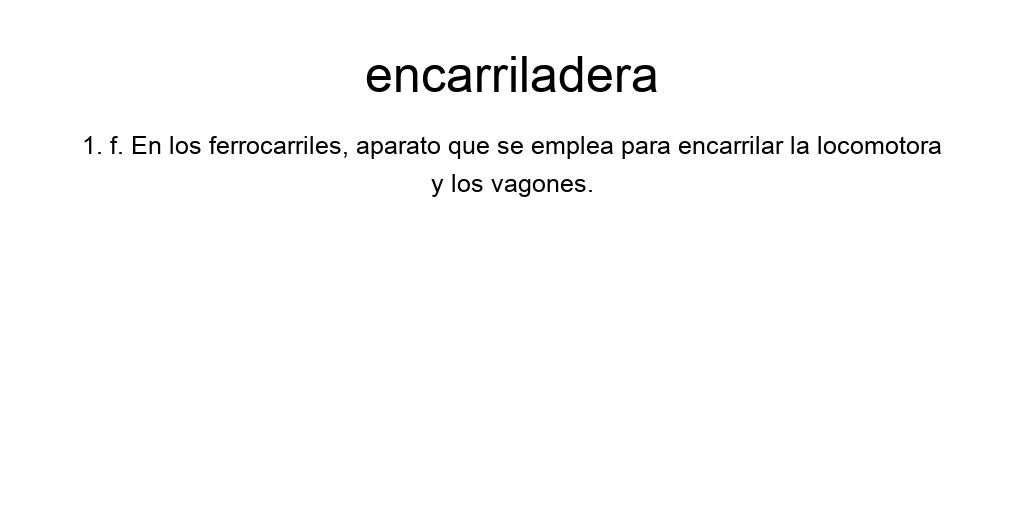 encarriladera
1. f. En los ferrocarriles, aparato que se emplea para encarrilar la locomotora
y los vagones.